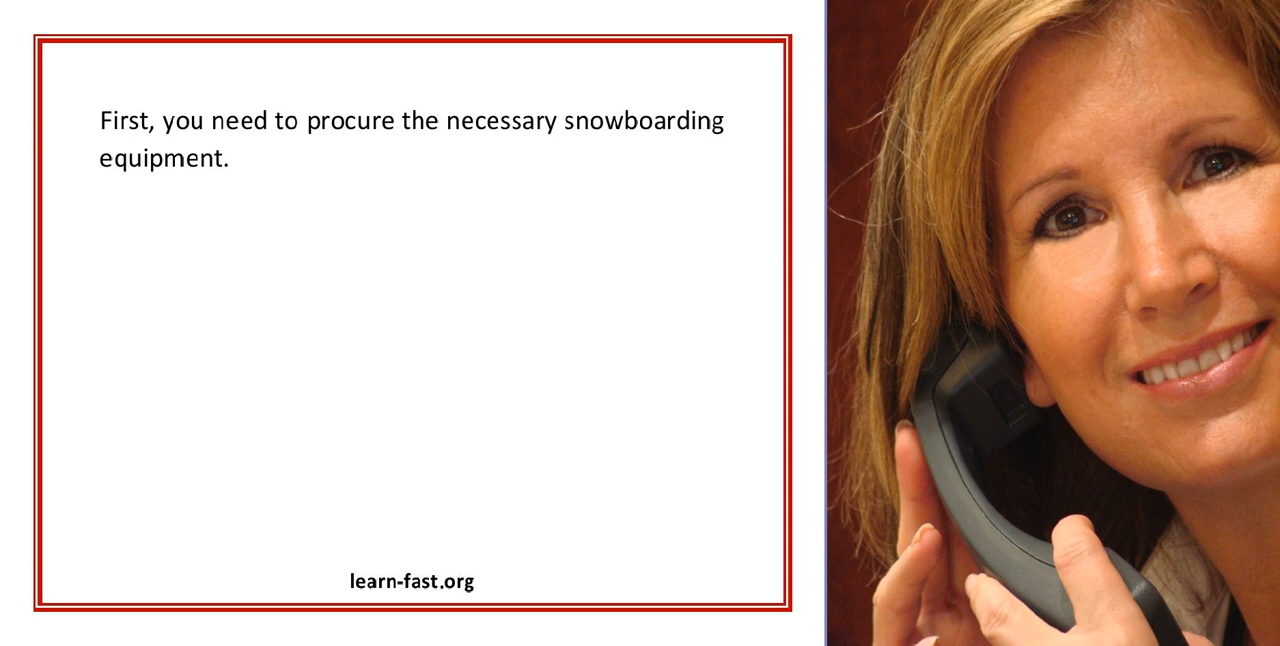 First, you need to procure the necessary snowboarding
equipment.
learn-fast.org